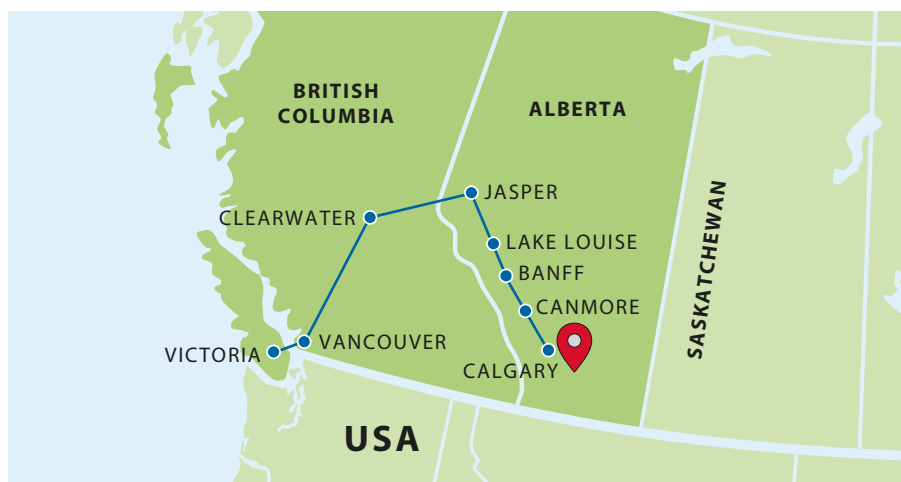 BRITISH
COLUMBIA
ALBERTA
JASPER
CLEARWATER
LAKE LOUISE
BANFF
CANMORE
SASKATCHEWAN
VANCOUVER
VICTORIA
CALGARY
USA